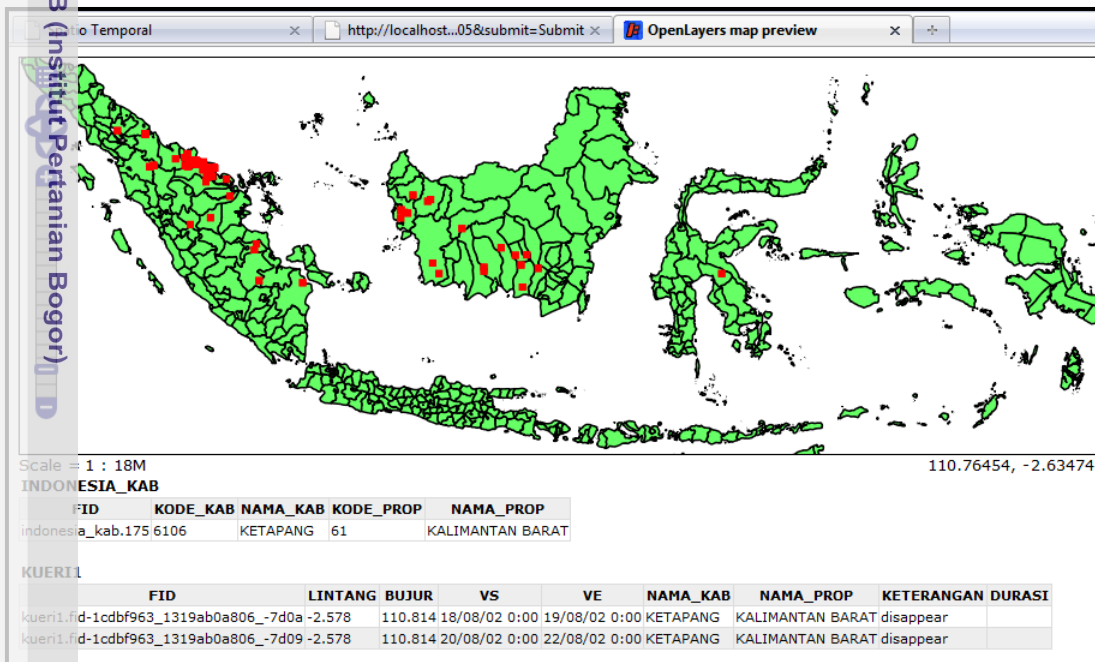 B (Institut Pertanian Bogor)
tio Temporal
http://localhost...05&submit=Submit
OpenLayers map preview
Scale = 1 : 18M
110.76454, -2.63474
INDONESIA_KAB
FID KODE_KAB NAMA_KAB KODE_PROP NAMA_PROP
indonesia_kab.175 6106 KETAPANG 61 KALIMANTAN BARAT
KUERI1
FID LINTANG BUJUR VS VE NAMA_KAB NAMA_PROP KETERANGAN DURASI
kueri1.fid-1cdbf963_1319ab0a806_-7d0a -2.578 110.814 18/08/02 0:00 19/08/02 0:00 KETAPANG KALIMANTAN BARAT disappear
kueri1.fid-1cdbf963_1319ab0a806_-7d09 -2.578 110.814 20/08/02 0:00 22/08/02 0:00 KETAPANG KALIMANTAN BARAT disappear